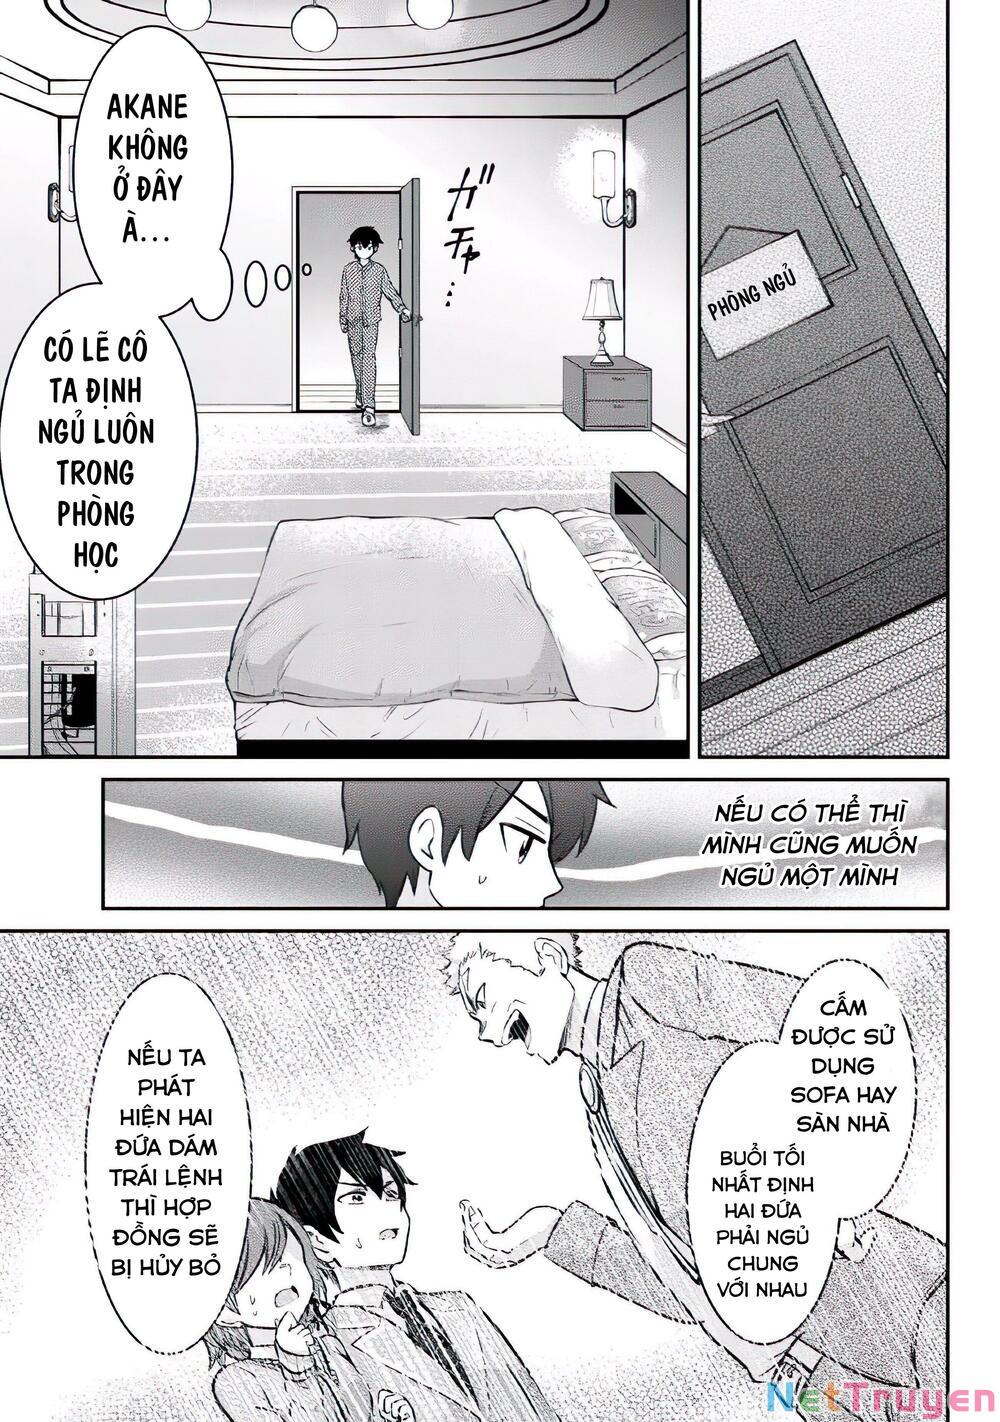 PHÒNG NGỦ
ガチャ…
AKANE
KHÔNG
Ở ĐÂY
À...
CÓ LẼ CÔ
TA ĐỊNH
NGỦ LUÔN
TRONG
PHÒNG
HỌC
NẾU CÓ THỂ THÌ
MÌNH CŨNG MUỐN
NGỦ MỘT MÌNH
CẤM
ĐƯỢC SỬ
DỤNG
SOFA HAY
SÀN NHÀ
BUỔI TỐI
NHẤT ĐỊNH
HAI ĐỨA
PHẢI NGỦ
CHUNG
VỚI NHAU
NẾU TA
PHÁT
HIỆN HAI
ĐỨA DÁM
TRÁI LỆNH
THÌ HỢP
ĐỒNG SẼ
BỊ HỦY BỎ
NetTruyen